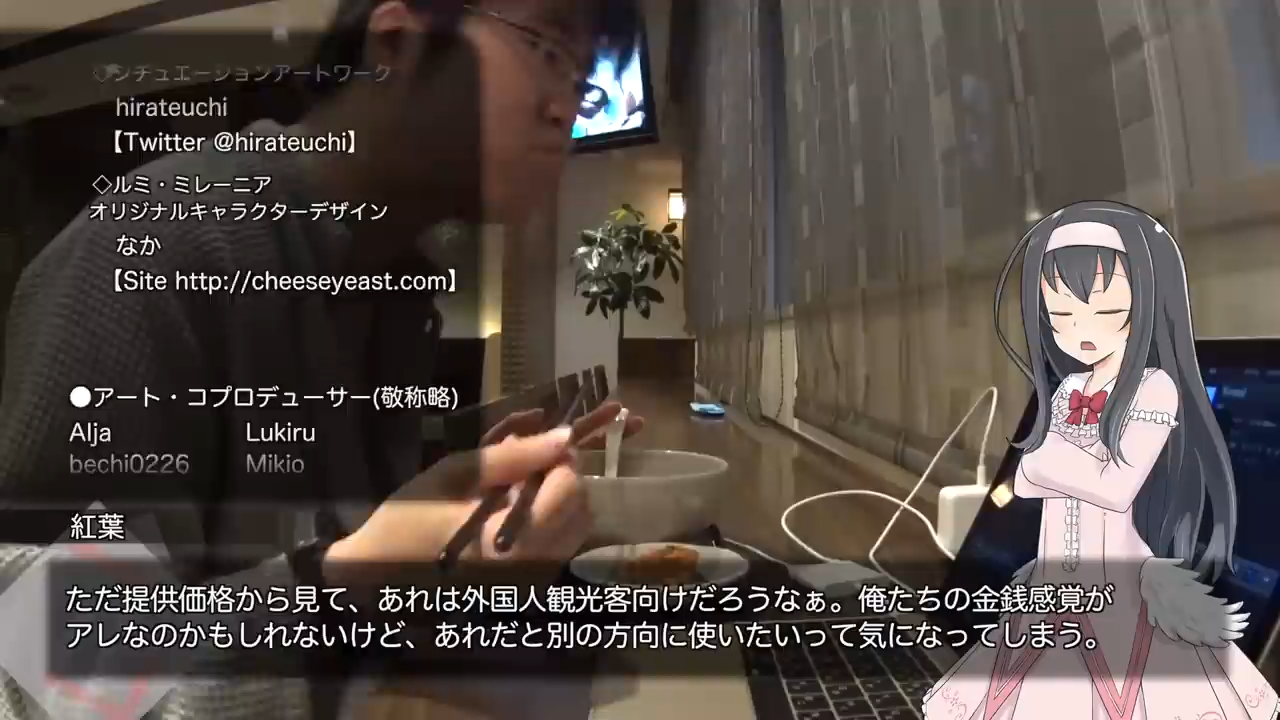 ◇シチュエーションアートワーク
hirateuchi
【Twitter @hirateuchi】
◇ルミ・ミレーニア
オリジナルキャラクターデザイン
なか
【Site http://cheeseyeast.com】
●アート・コプロデューサー(敬称略)
Alja Lukiru
bechi0226 Mikio
紅葉
ただ提供価格から見て、あれは外国人観光客向けだろうなぁ。俺たちの金銭感覚が
アレなのかもしれないけど、あれだと別の方向に使いたいって気になってしまう。